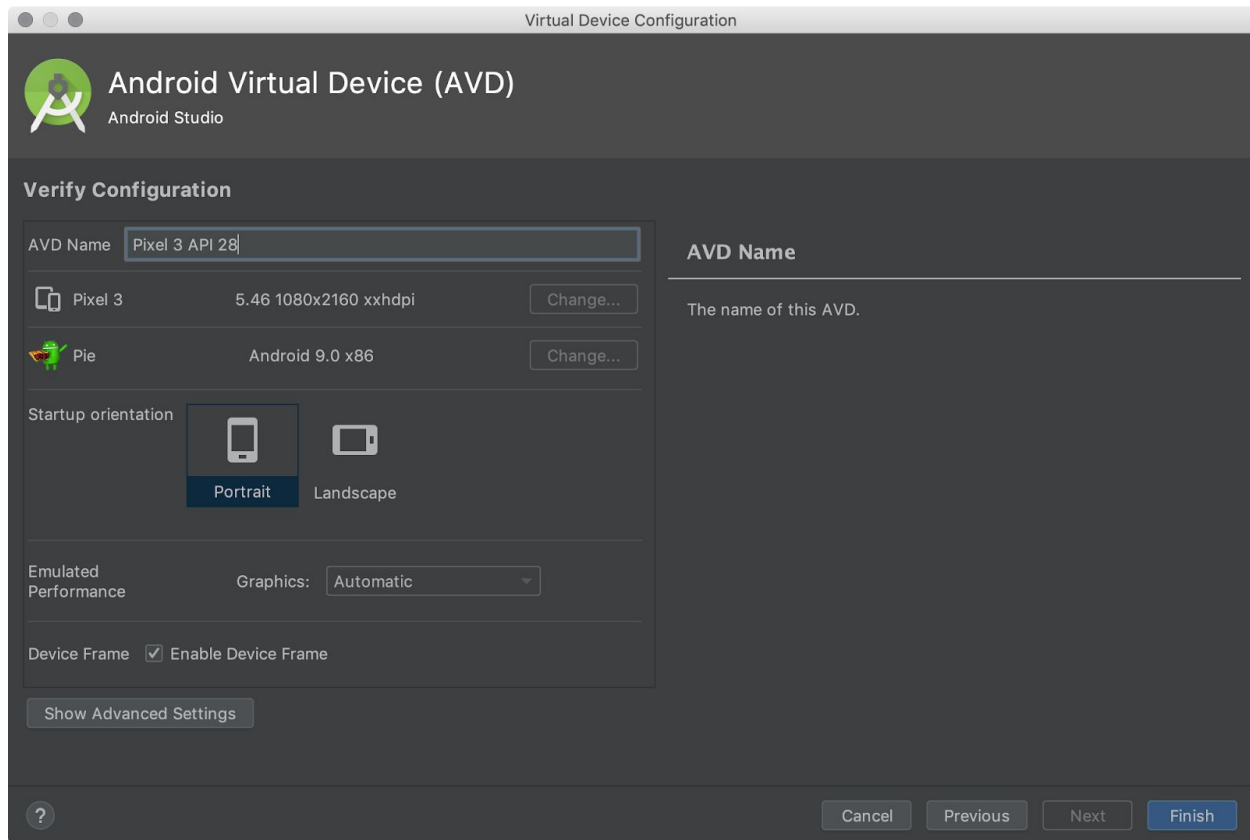 Virtual Device Configuration
Android Virtual Device (AVD)
Android Studio
Verify Configuration
AVD Name Pixel 3 API 28
Pixel 3 5.46 1080x2160 xxhdpi Change...
Pie Android 9.0 x86 Change...
Startup orientation
Portrait Landscape
Emulated
Performance
Graphics: Automatic
Device Frame Enable Device Frame
Show Advanced Settings
AVD Name
The name of this AVD.
? Cancel Previous Next Finish